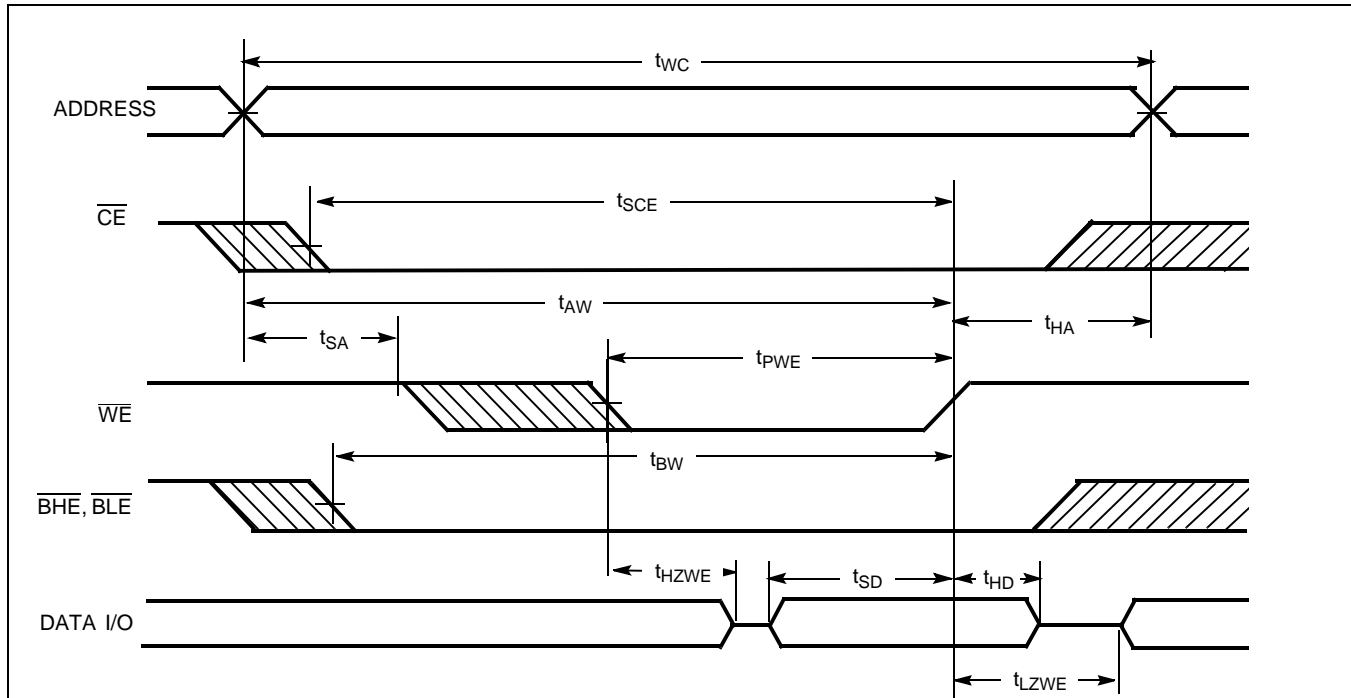 tWC
ADDRESS
tSCE
CE
tAW
tSA
tHA
tPWE
WE
tBW
BHE, BLE
tHZWE
tSD
tHD
DATA I/O
tLZWE